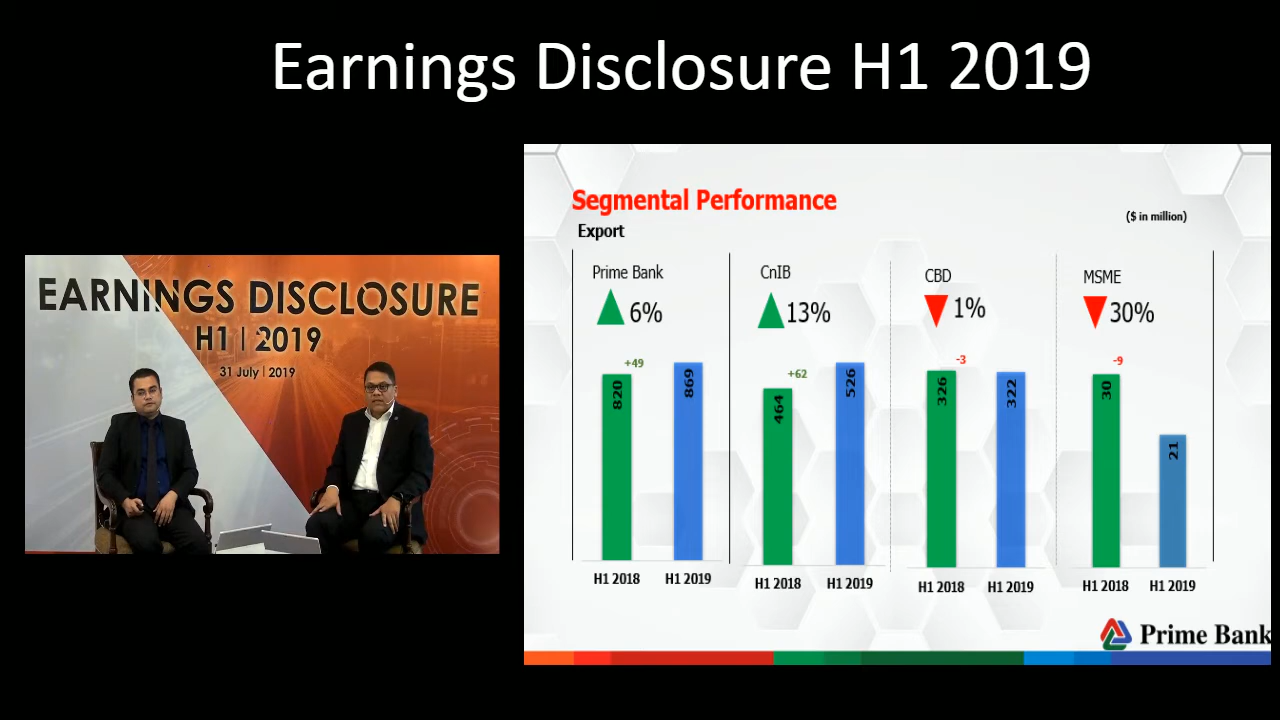 Earnings Disclosure H1 2019
EARNINGS DISCLOSURE
H1 | 2019
31 July | 2019
Segmental Performance
Export
($ in million)
Prime Bank
6%
+49
820
869
H1 2018
H1 2019
CnIB
13%
+62
464
526
H1 2018
H1 2019
CBD
1%
-3
326
322
H1 2018
H1 2019
MSME
30%
-9
30
21
H1 2018
H1 2019
Prime Bank